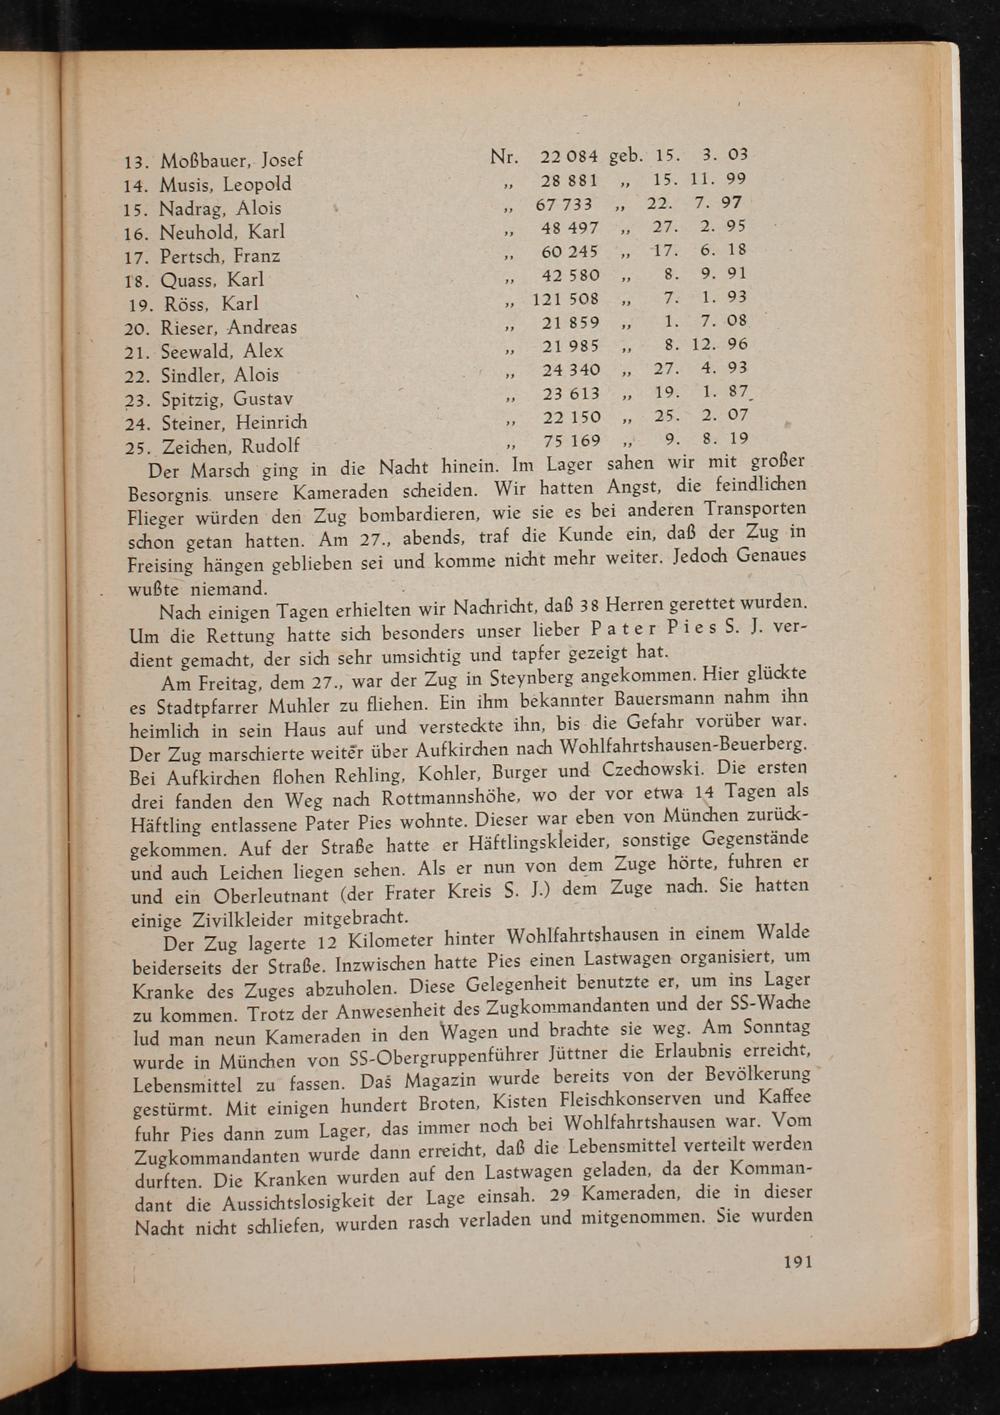 13. Moßbauer, Josef Nr. 22 084 geb. 15. 3. 03
14. Musis, Leopold „ 28 881 „ 15. 11. 99
15. Nadrag, Alois „ 67 733 „ 22. 7. 97
16. Neuhold, Karl „ 48 497 „ 27. 2. 95
17. Pertsch, Franz „ 60 245 „ 17. 6. 18
18. Quass, Karl „ 42 580 „ 8. 9. 91
19. Röss, Karl „ 121 508 „ 7. 1. 93
20. Rieser, Andreas „ 21 859 „ 1. 7. 08
21. Seewald, Alex „ 21 985 „ 8. 12. 96
22. Sindler, Alois „ 24 340 „ 27. 4. 93
23. Spitzig, Gustav „ 23 613 „ 19. 1. 87
24. Steiner, Heinrich „ 22 150 „ 25. 2. 07
25. Zeichen, Rudolf „ 75 169 „ 9. 8. 19
Der Marsch ging in die Nacht hinein. Im Lager sahen wir mit großer
Besorgnis unsere Kameraden scheiden. Wir hatten Angst, die feindlichen
Flieger würden den Zug bombardieren, wie sie es bei anderen Transporten
schon getan hatten. Am 27., abends, traf die Kunde ein, daß der Zug in
Freising hängen geblieben sei und komme nicht mehr weiter. Jedoch Genaues
wußte niemand.
Nach einigen Tagen erhielten wir Nachricht, daß 38 Herren gerettet wurden.
Um die Rettung hatte sich besonders unser lieber Pater Pies S. J. ver-
dient gemacht, der sich sehr umsichtig und tapfer gezeigt hat.
Am Freitag, dem 27., war der Zug in Steynberg angekommen. Hier glückte
es Stadtpfarrer Muhler zu fliehen. Ein ihm bekannter Bauersmann nahm ihn
heimlich in sein Haus auf und versteckte ihn, bis die Gefahr vorüber war.
Der Zug marschierte weiter über Aufkirchen nach Wohlfahrtshausen-Beuerberg.
Bei Aufkirchen flohen Rehling, Kohler, Burger und Czechowski. Die ersten
drei fanden den Weg nach Rottmannshöhe, wo der vor etwa 14 Tagen als
Häftling entlassene Pater Pies wohnte. Dieser war eben von München zurück-
gekommen. Auf der Straße hatte er Häftlingskleider, sonstige Gegenstände
und auch Leichen liegen sehen. Als er nun von dem Zuge hörte, fuhren er
und ein Oberleutnant (der Frater Kreis S. J.) dem Zuge nach. Sie hatten
einige Zivilkleider mitgebracht.
Der Zug lagerte 12 Kilometer hinter Wohlfahrtshausen in einem Walde
beiderseits der Straße. Inzwischen hatte Pies einen Lastwagen organisiert, um
Kranke des Zuges abzuholen. Diese Gelegenheit benutzte er, um ins Lager
zu kommen. Trotz der Anwesenheit des Zugkommandanten und der SS-Wache
lud man neun Kameraden in den Wagen und brachte sie weg. Am Sonntag
wurde in München von SS-Obergruppenführer Jüttner die Erlaubnis erreicht,
Lebensmittel zu fassen. Das Magazin wurde bereits von der Bevölkerung
gestürmt. Mit einigen hundert Broten, Kisten Fleischkonserven und Kaffee
fuhr Pies dann zum Lager, das immer noch bei Wohlfahrtshausen war. Vom
Zugkommandanten wurde dann erreicht, daß die Lebensmittel verteilt werden
durften. Die Kranken wurden auf den Lastwagen geladen, da der Komman-
dant die Aussichtslosigkeit der Lage einsah. 29 Kameraden, die in dieser
Nacht nicht schliefen, wurden rasch verladen und mitgenommen. Sie wurden
191